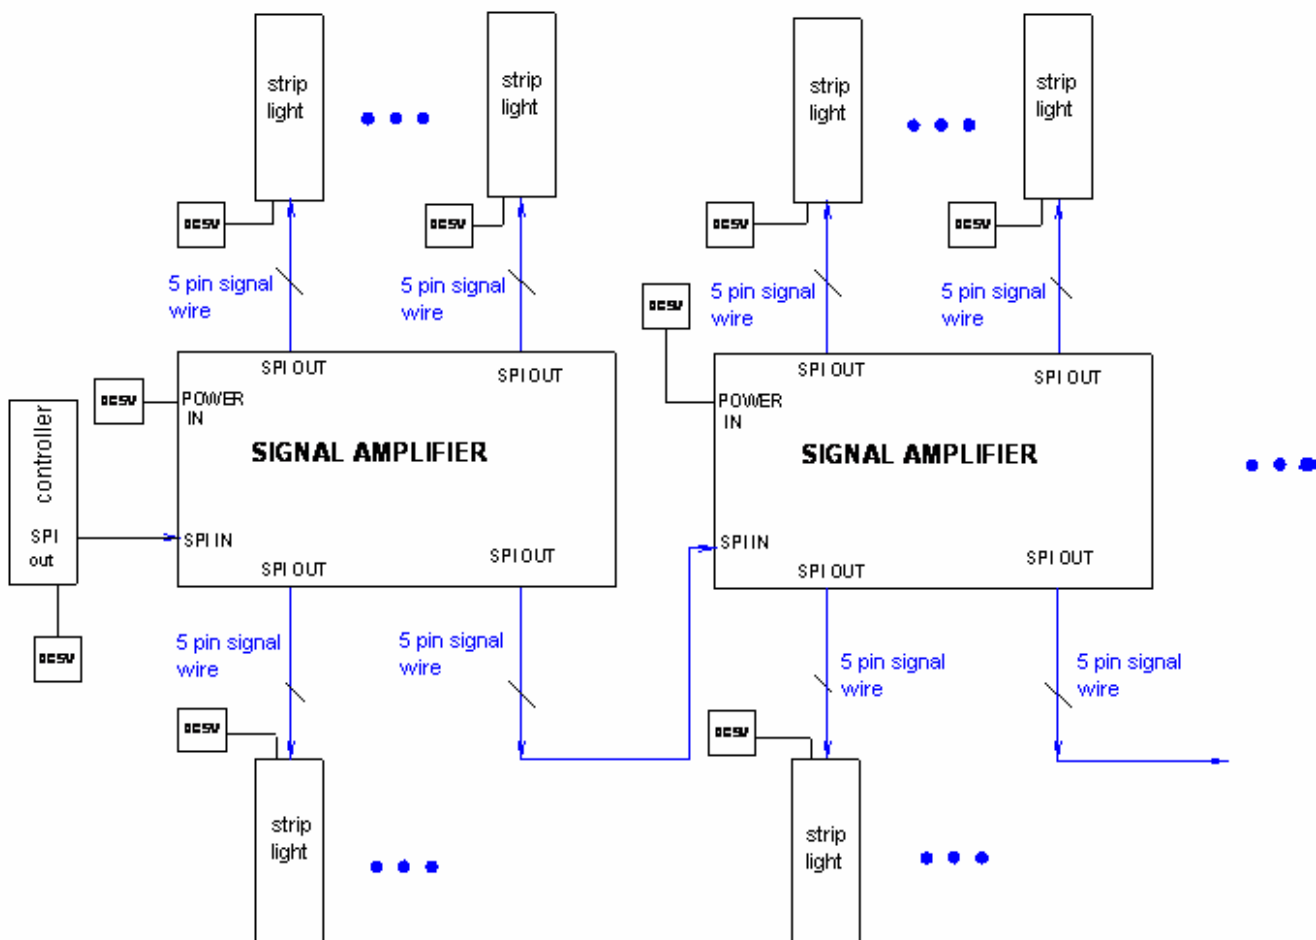 strip
light
strip
light
strip
light
strip
light
DC5V
DC5V
DC5V
DC5V
5 pin signal
wire
5 pin signal
wire
5 pin signal
wire
5 pin signal
wire
DC5V
SPI OUT
SPI OUT
SPI OUT
SPI OUT
DC5V
POWER
IN
POWER
IN
controller
SIGNAL AMPLIFIER
SIGNAL AMPLIFIER
SPI
out
SPI IN
SPI IN
SPI OUT
SPI OUT
SPI OUT
SPI OUT
DC5V
5 pin signal
wire
5 pin signal
wire
5 pin signal
wire
5 pin signal
wire
DC5V
DC5V
strip
light
strip
light